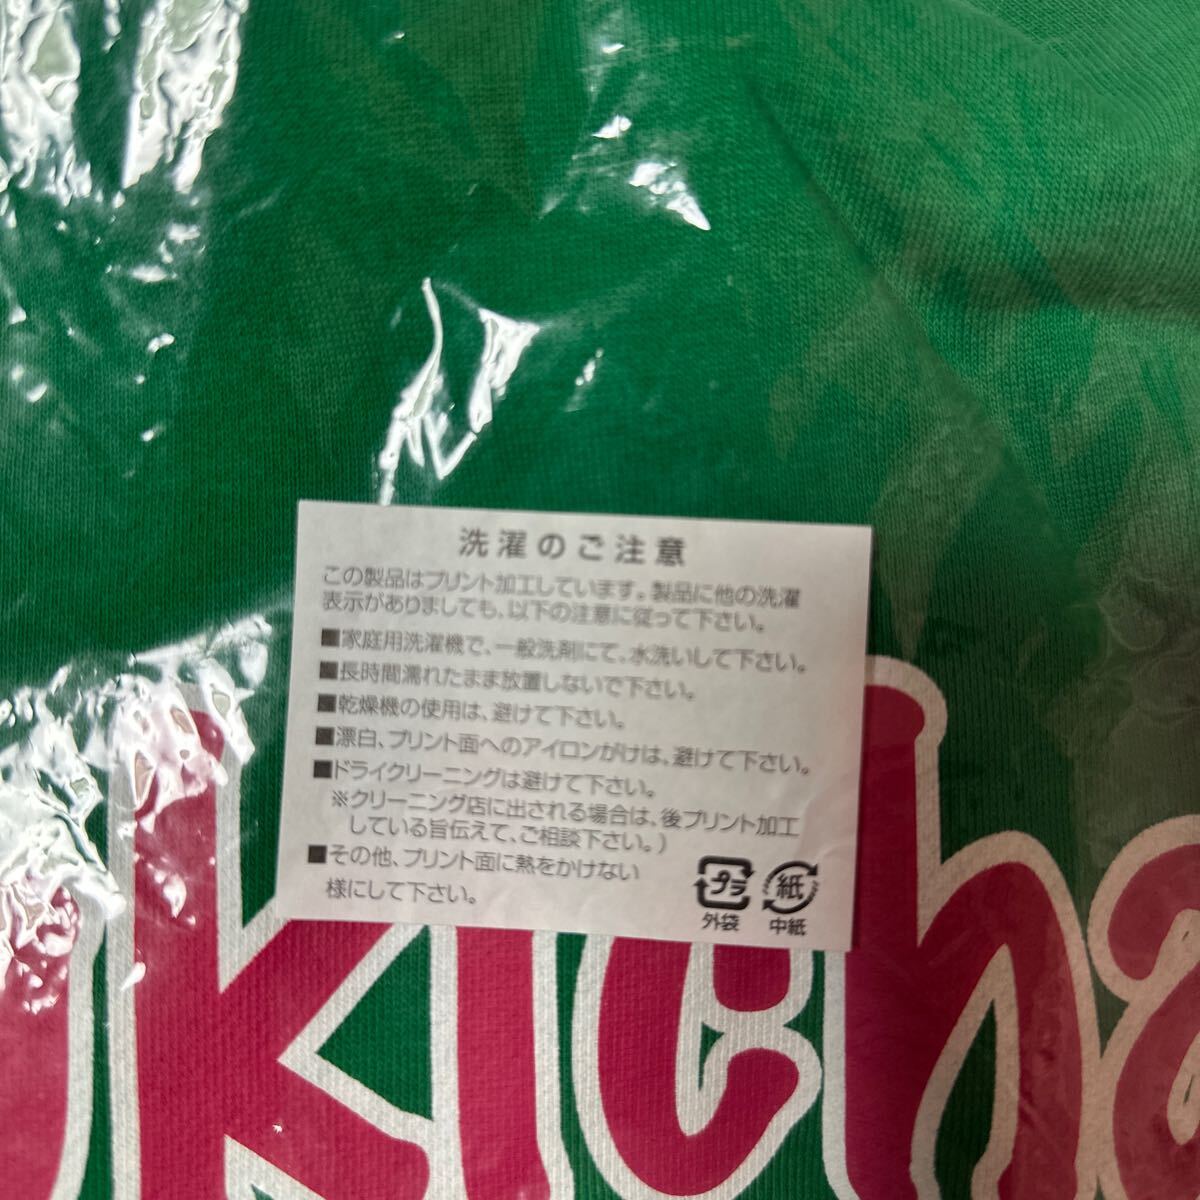 洗濯のご注意
この製品はプリント加工しています。製品に他の洗濯
表示がありましても、以下の注意に従って下さい。
■家庭用洗濯機で、一般洗剤にて、水洗いして下さい。
■長時間濡れたまま放置しないで下さい。
■乾燥機の使用は、避けて下さい。
■漂白、プリント面へのアイロンがけは、避けて下さい。
■ドライクリーニングは避けて下さい。
※クリーニング店に出される場合は、後プリント加工
している旨伝えて、ご相談下さい。)
■その他、プリント面に熱をかけない
様にして下さい。
プラ 紙
外袋 中紙
kicha